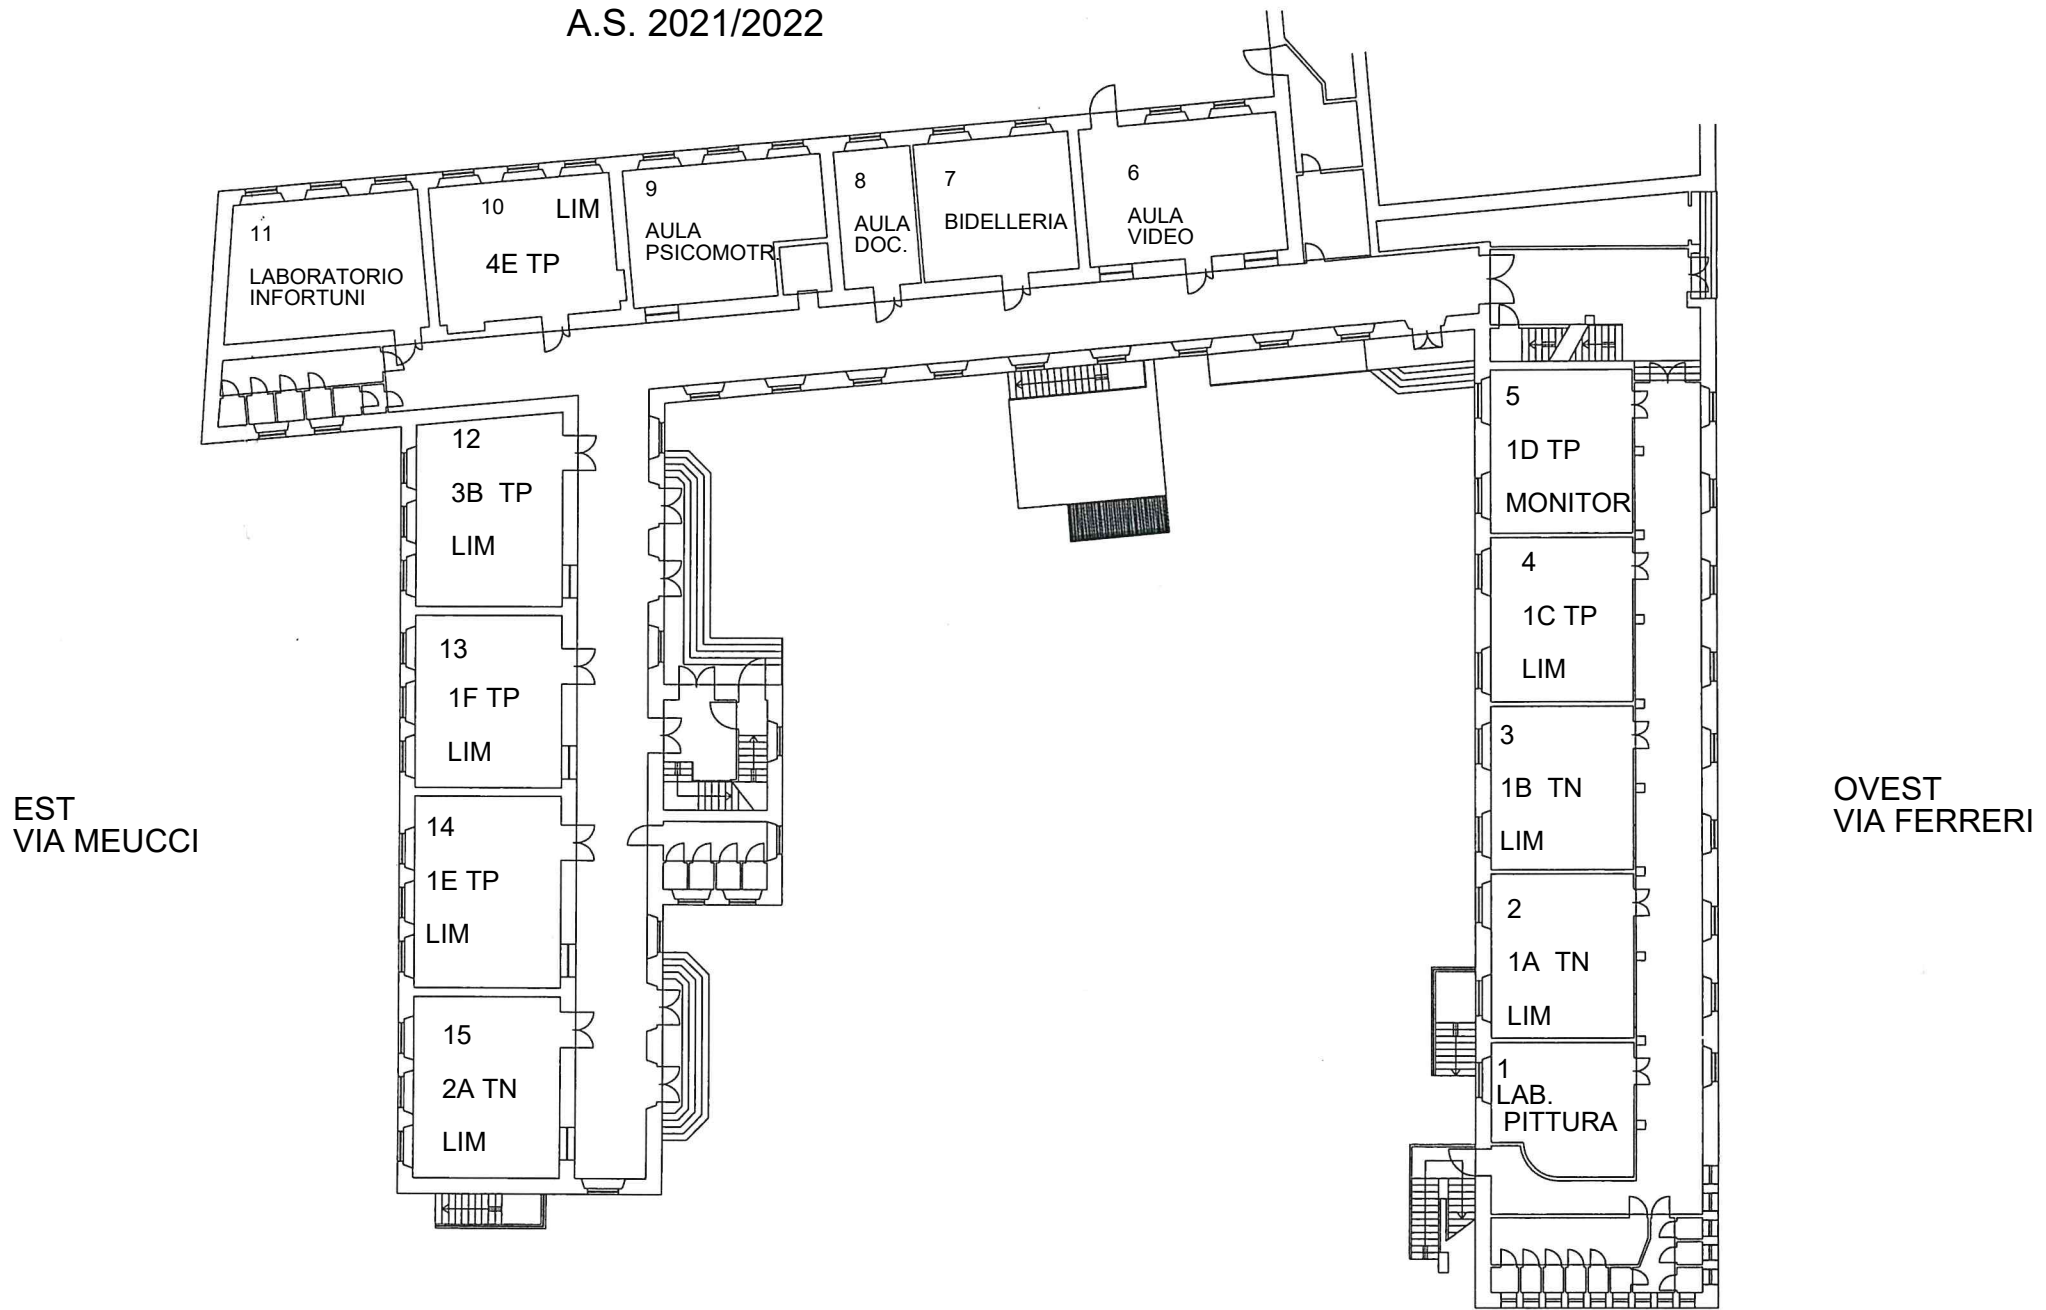 A.S. 2021/2022
11
LABORATORIO
INFORTUNI
10 LIM
4E TP
9
AULA
PSICOMOTR.
8
AULA
DOC.
7
BIDELLERIA
6
AULA
VIDEO
12
3B TP
LIM
13
1F TP
LIM
14
1E TP
LIM
15
2A TN
LIM
EST
VIA MEUCCI
5
1D TP
MONITOR
4
1C TP
LIM
3
1B TN
LIM
2
1A TN
LIM
1
LAB.
PITTURA
OVEST
VIA FERRERI